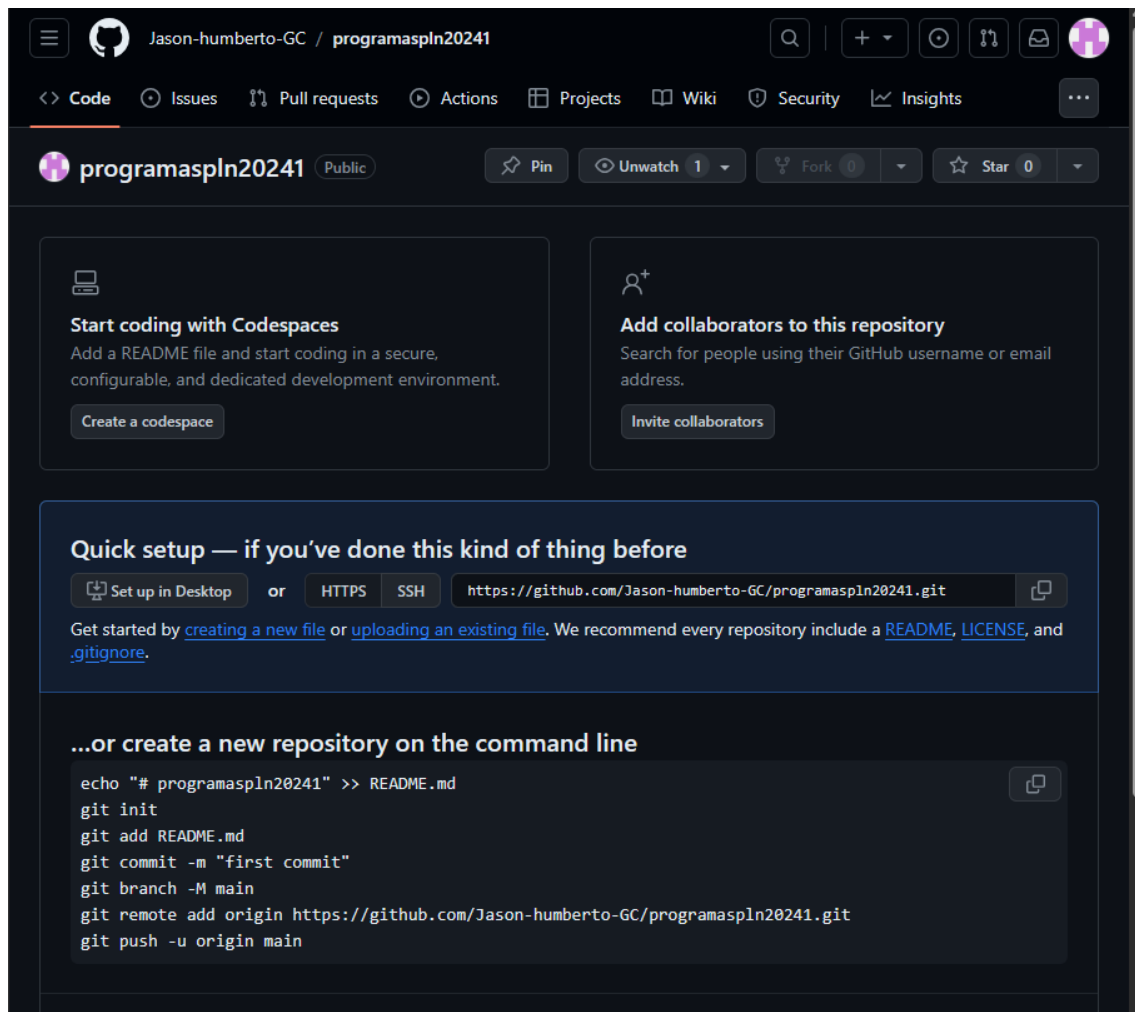 Jason-humberto-GC / programaspln20241
Code Issues Pull requests Actions Projects Wiki Security Insights
programaspln20241 Public Pin Unwatch 1 Fork 0 Star 0
Start coding with Codespaces
Add a README file and start coding in a secure,
configurable, and dedicated development environment.
Create a codespace
Add collaborators to this repository
Search for people using their GitHub username or email
address.
Invite collaborators
Quick setup — if you’ve done this kind of thing before
Set up in Desktop or HTTPS SSH https://github.com/Jason-humberto-GC/programaspln20241.git
Get started by creating a new file or uploading an existing file. We recommend every repository include a README, LICENSE, and
.gitignore.
…or create a new repository on the command line
echo "# programaspln20241" >> README.md
git init
git add README.md
git commit -m "first commit"
git branch -M main
git remote add origin https://github.com/Jason-humberto-GC/programaspln20241.git
git push -u origin main